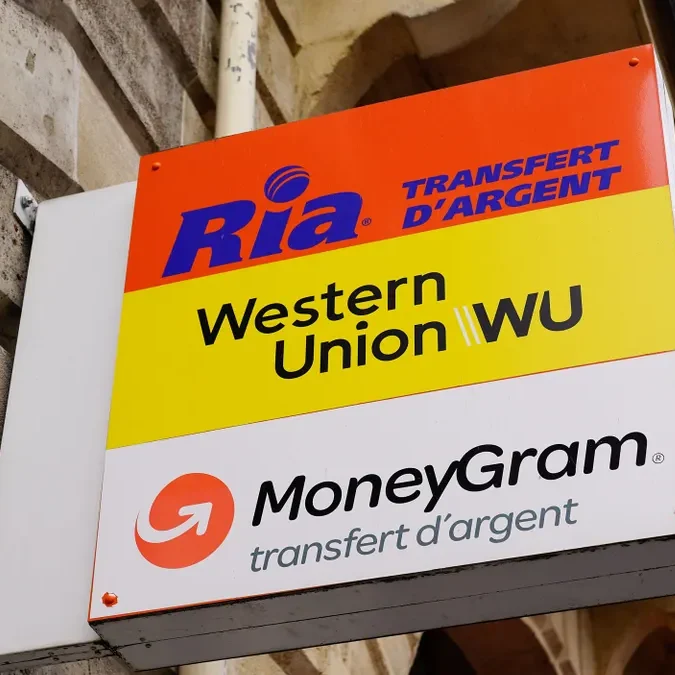 Ria®
TRANSFERT
D'ARGENT
Western
Union WU
MoneyGram®
transfert d'argent